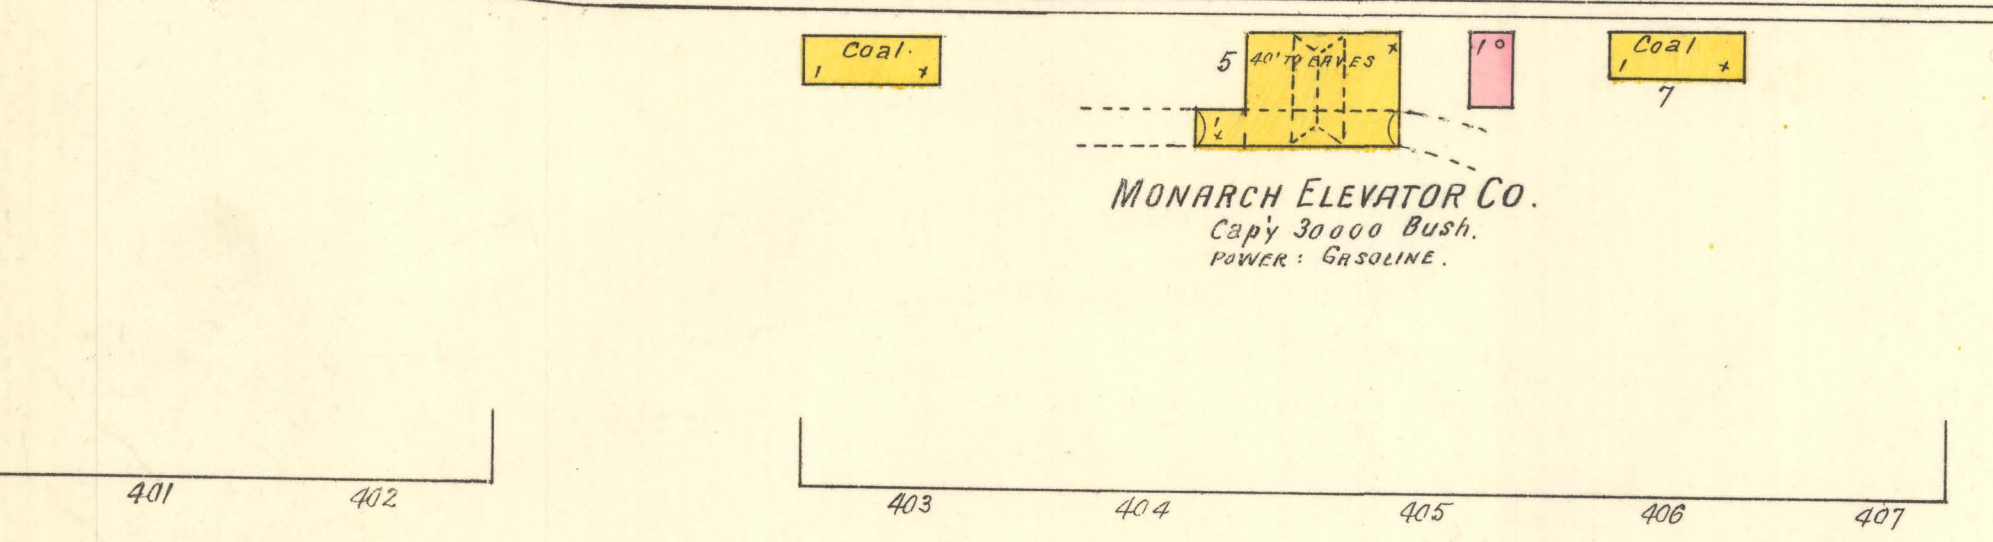 Coal.
1 x
5
40' TO EAVES x
1 x
1 o
Coal
1 x
7
MONARCH ELEVATOR CO.
Cap'y 30000 Bush.
POWER: GASOLINE.
401
402
403
404
405
406
407